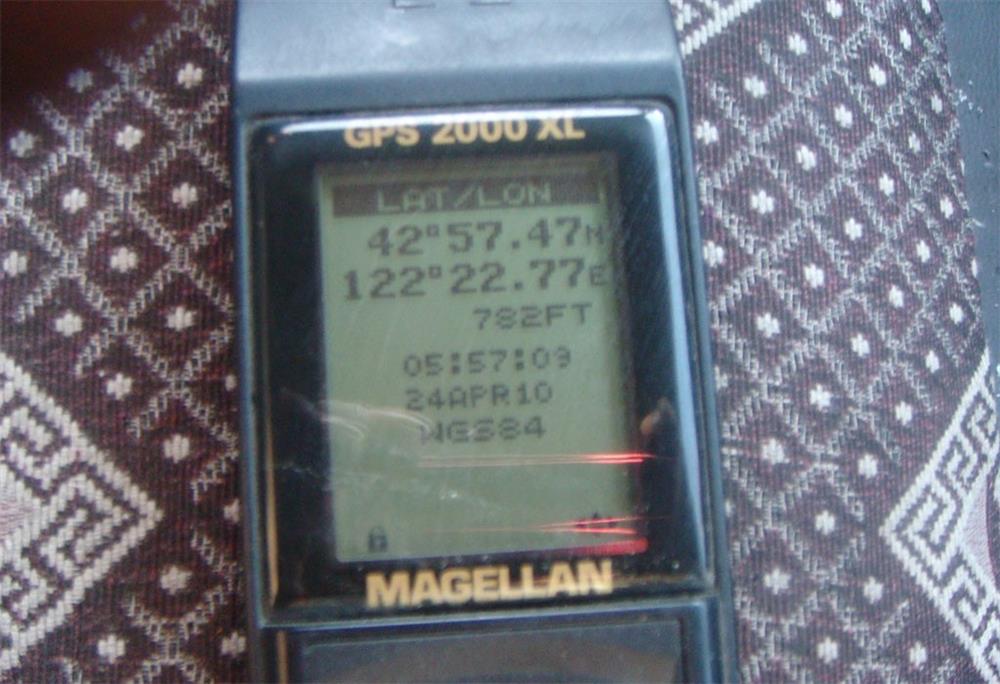 GPS 2000 XL
LAT/LON
42°57.47N
122°22.77E
782FT
05:57:09
24APR10
WGS84
MAGELLAN